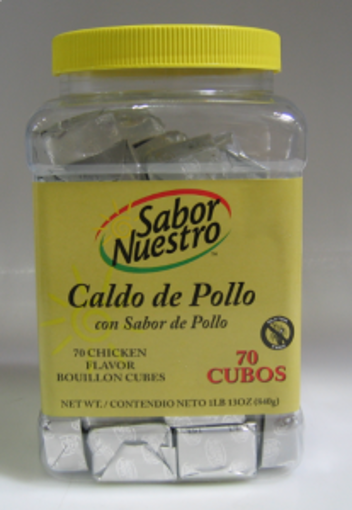 Sabor
Nuestro
Caldo de Pollo
con Sabor de Pollo
70 CHICKEN
FLAVOR
BOUILLON CUBES
70
CUBOS
NET WT. / CONTENDIO NETO 1LB 13OZ (840g)